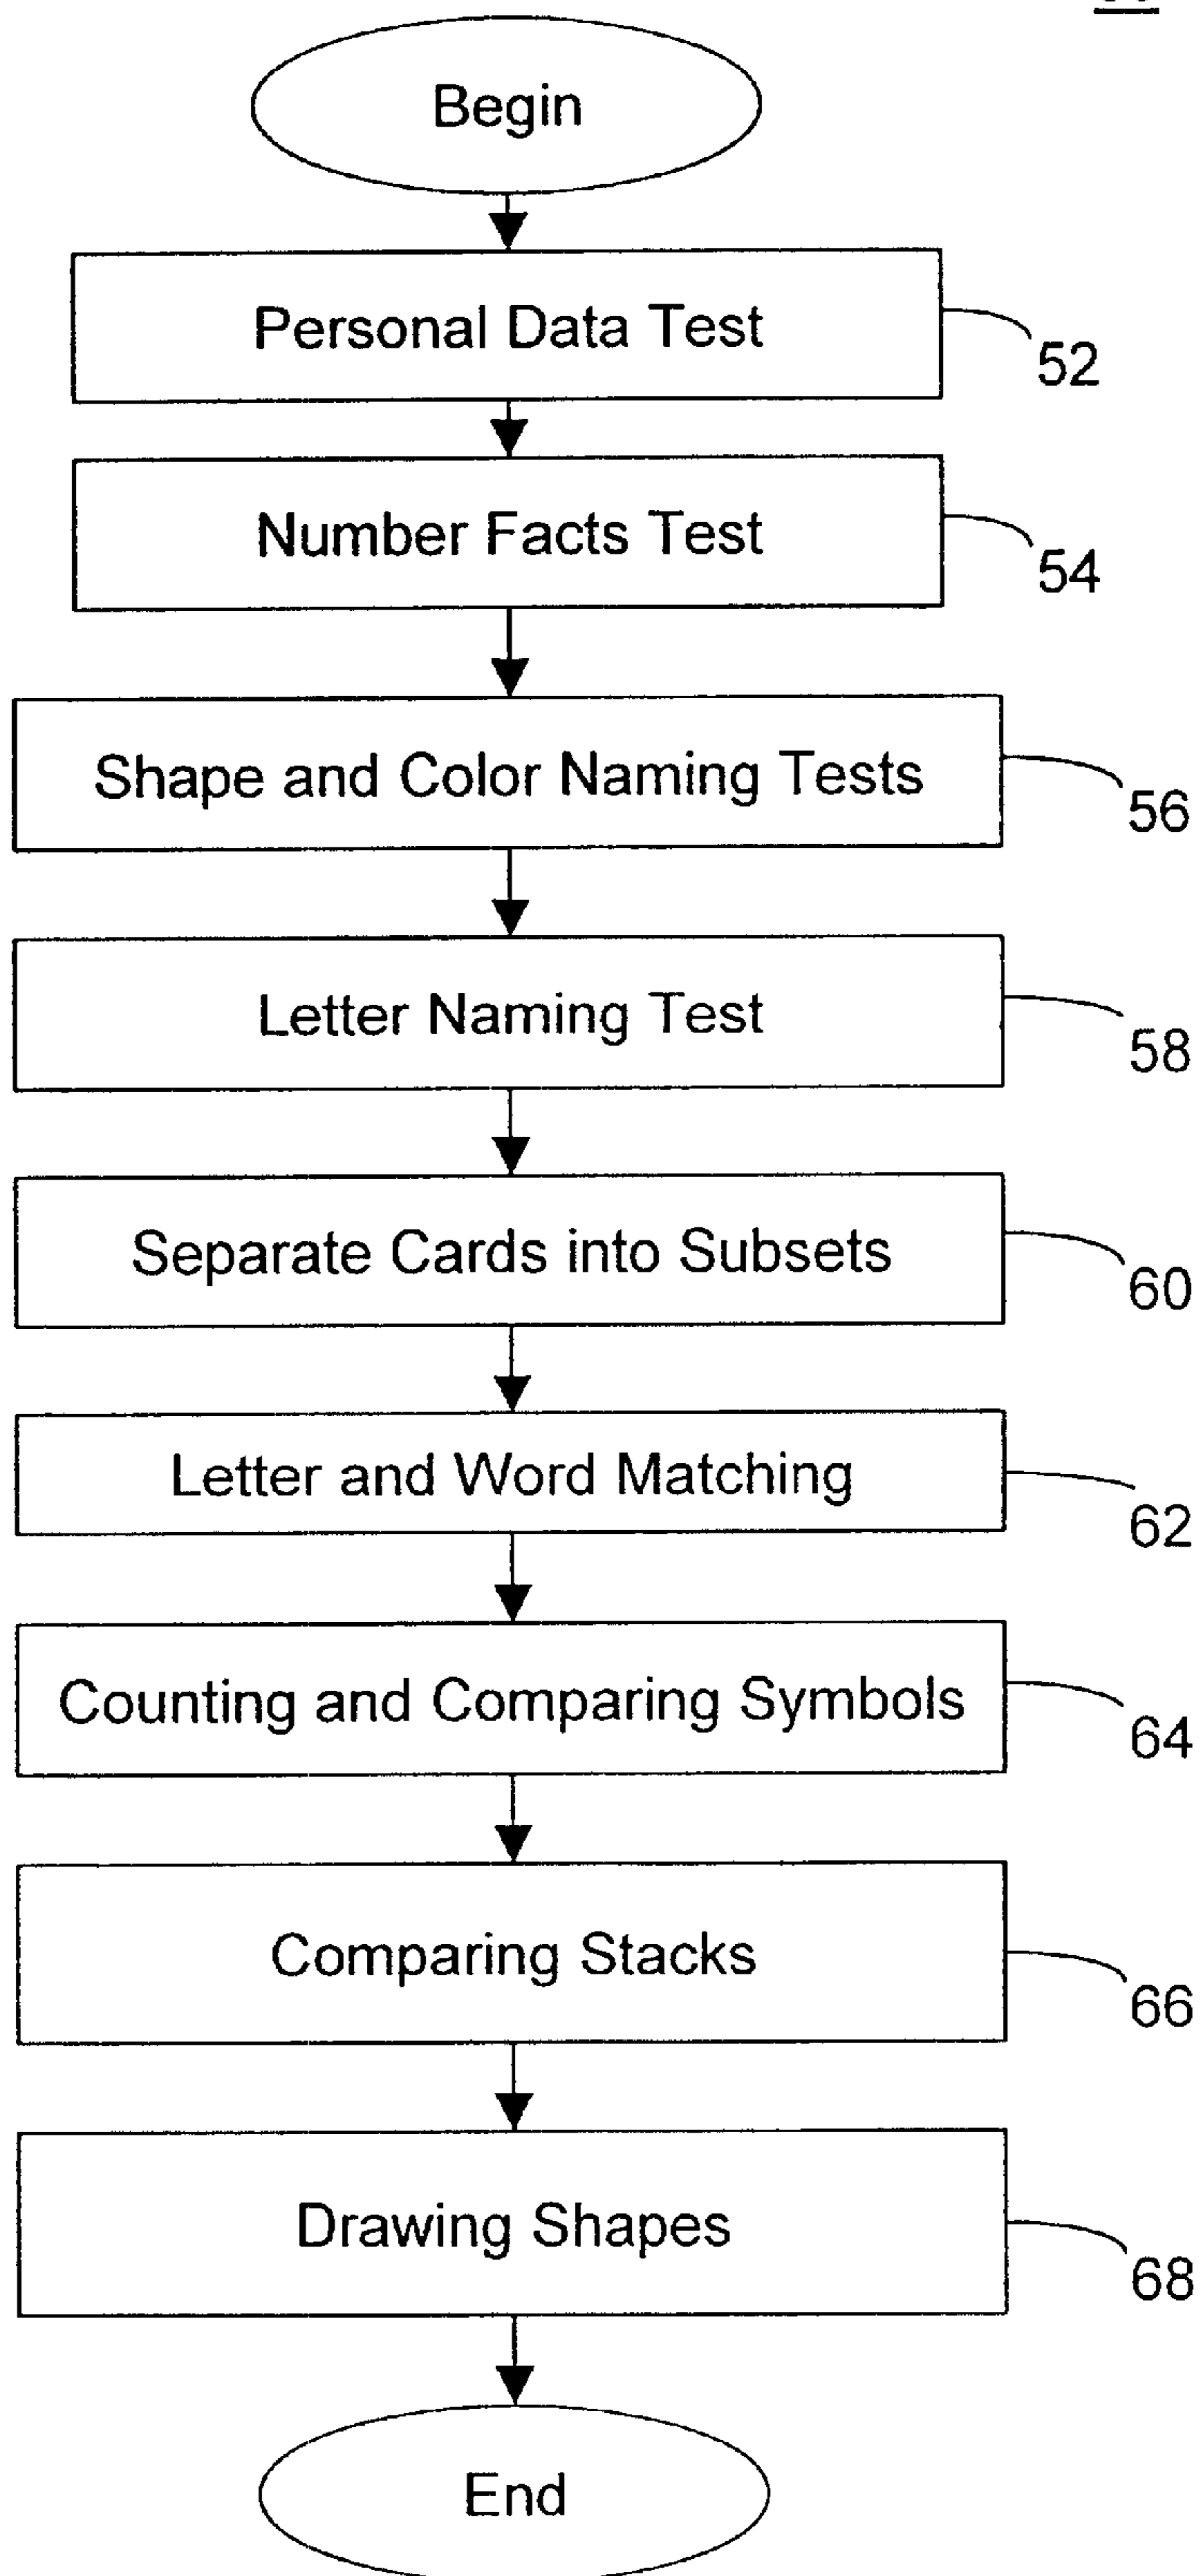 Begin
Personal Data Test
52
Number Facts Test
54
Shape and Color Naming Tests
56
Letter Naming Test
58
Separate Cards into Subsets
60
Letter and Word Matching
62
Counting and Comparing Symbols
64
Comparing Stacks
66
Drawing Shapes
68
End